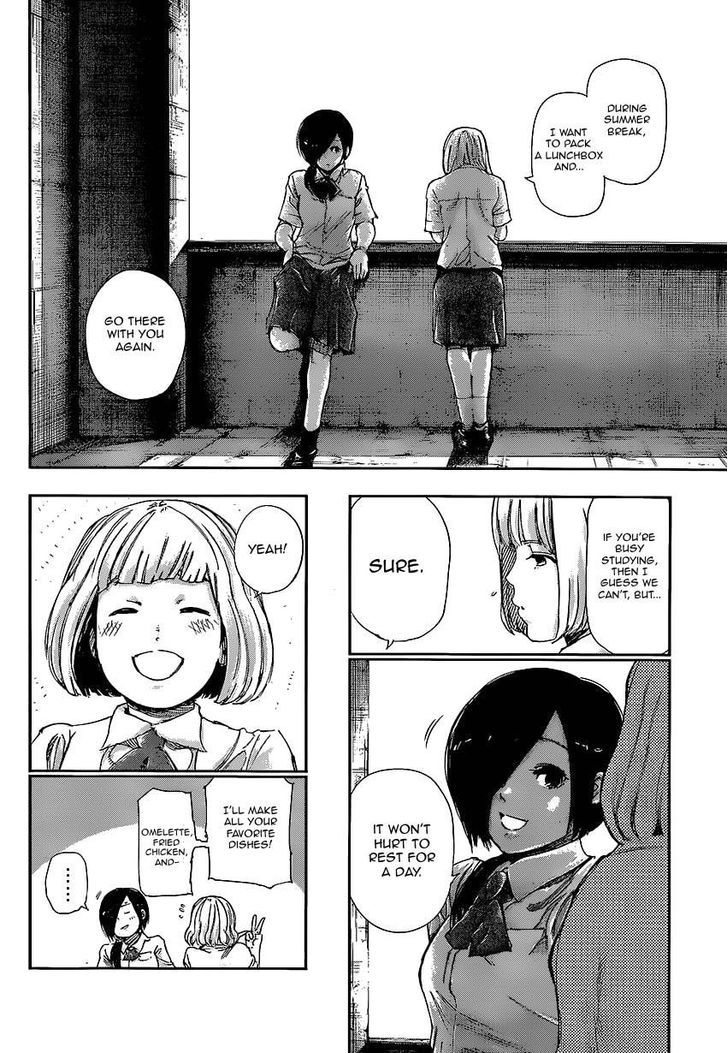 DURING
SUMMER
BREAK,
I WANT
TO PACK
A LUNCHBOX
AND...
GO THERE
WITH YOU
AGAIN.
IF YOU'RE
BUSY
STUDYING,
THEN I
GUESS WE
CAN'T, BUT...
SURE.
IT WON'T
HURT TO
REST FOR
A DAY.
YEAH!
I'LL MAKE
ALL YOUR
FAVORITE
DISHES!
OMELETTE,
FRIED
CHICKEN,
AND-
.....